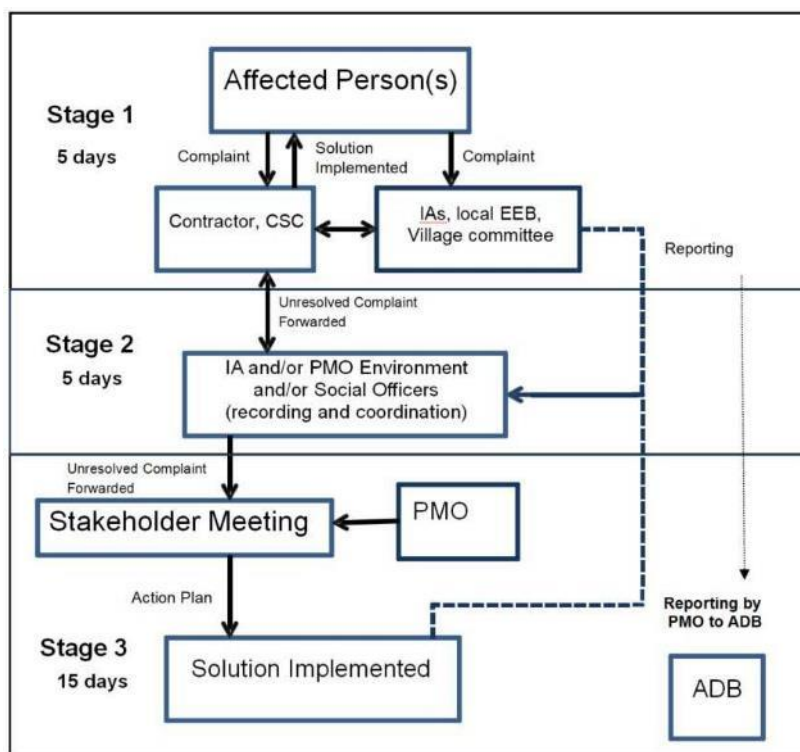 Affected Person(s)
Stage 1
5 days
Complaint
Solution
Implemented
Complaint
Contractor, CSC
IAs, local EEB,
Village committee
Reporting
Unresolved Complaint
Forwarded
Stage 2
5 days
IA and/or PMO Environment
and/or Social Officers
(recording and coordination)
Unresolved Complaint
Forwarded
Stakeholder Meeting
PMO
Action Plan
Reporting by
PMO to ADB
Stage 3
15 days
Solution Implemented
ADB